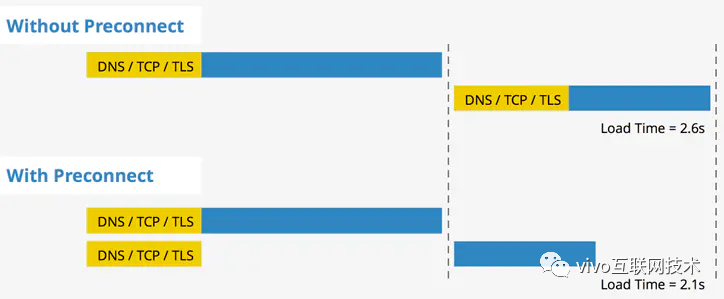 Without Preconnect
DNS / TCP / TLS
DNS / TCP / TLS
Load Time = 2.6s
With Preconnect
DNS / TCP / TLS
DNS / TCP / TLS
vivo互联网技术
Load Time = 2.1s